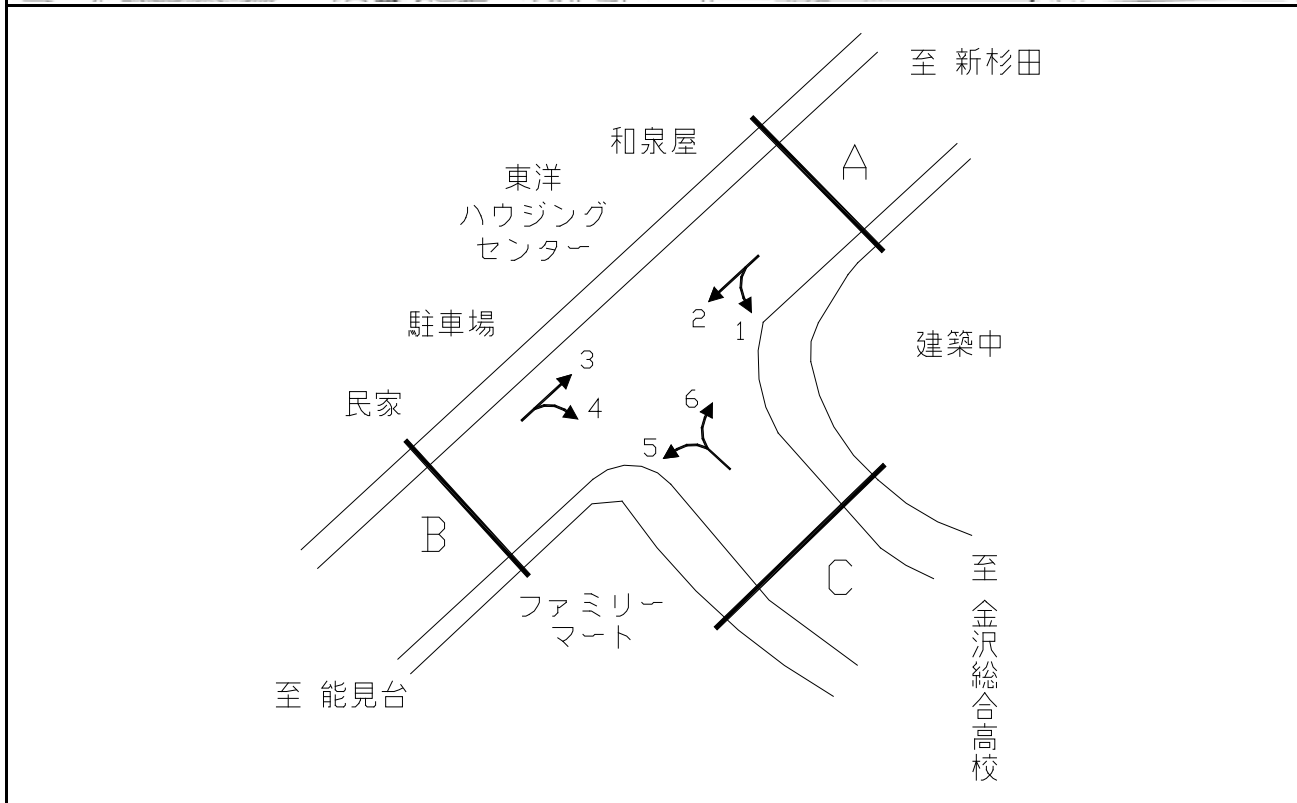 至 新杉田
和泉屋
A
東洋
ハウジング
センター
2
1
駐車場
建築中
3
4
民家
6
5
B
C
至 金沢総合高校
ファミリー
マート
至 能見台